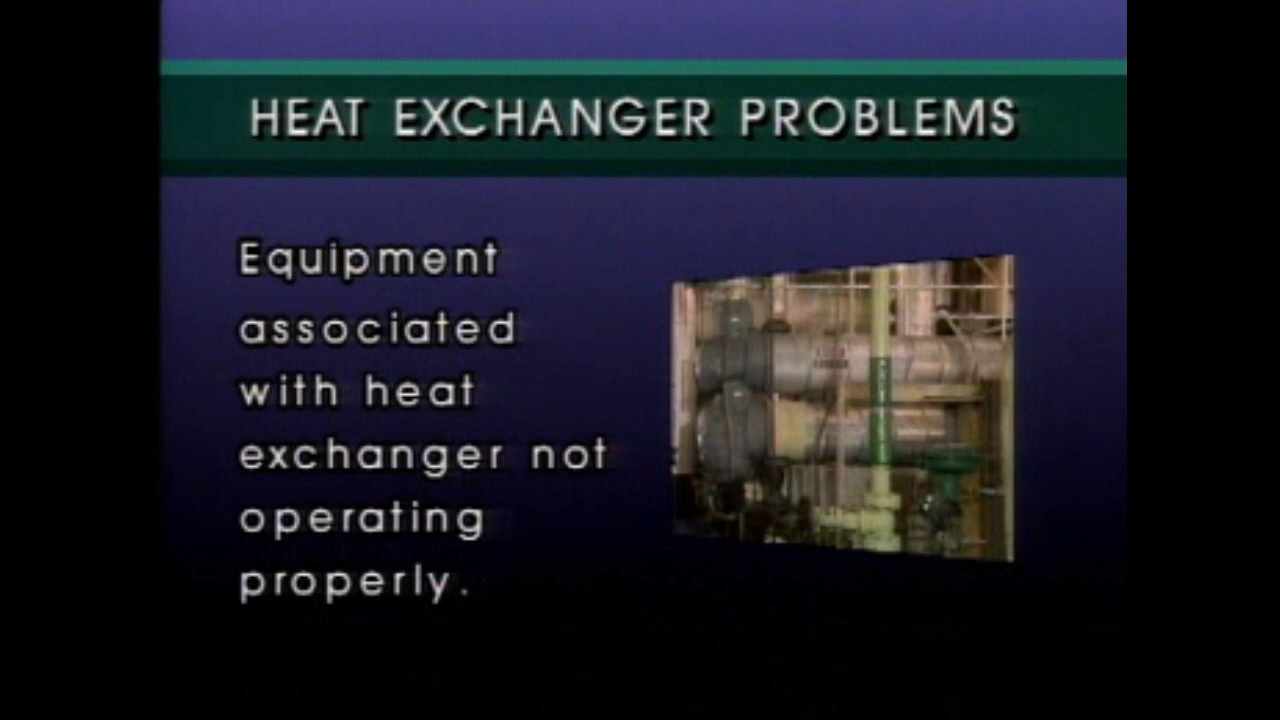 HEAT EXCHANGER PROBLEMS
Equipment
associated
with heat
exchanger not
operating
properly.